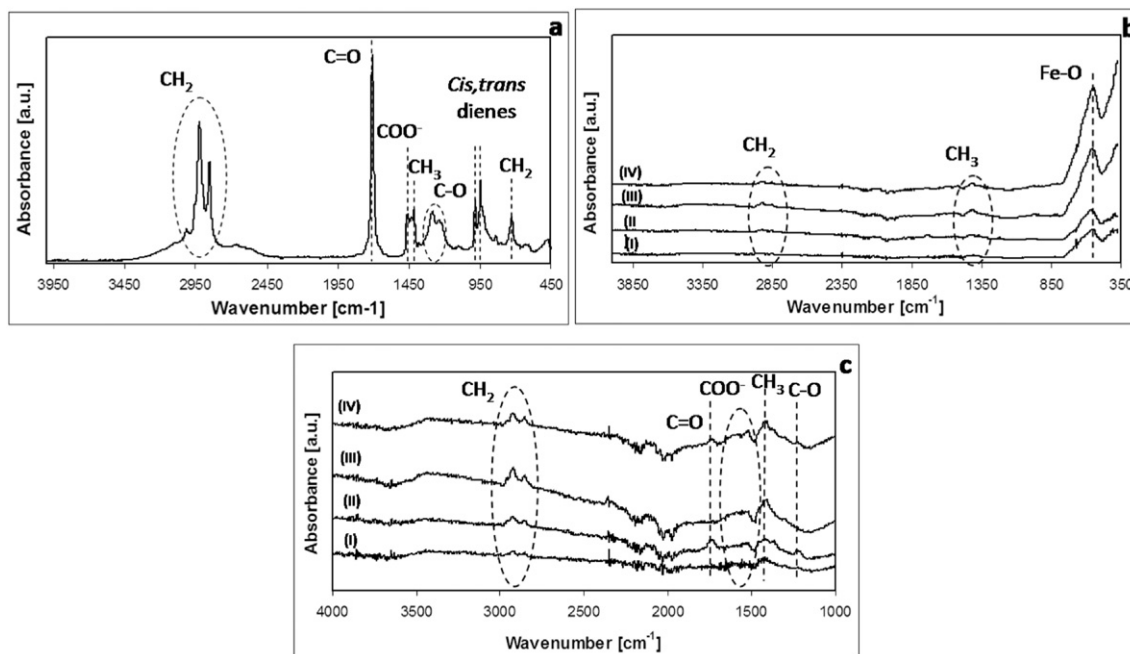 a
C=O
CH₂
Cis,trans
dienes
COO⁻
CH₃
CH₂
C-O
Absorbance [a.u.]
3950 3450 2950 2450 1950 1450 950 450
Wavenumber [cm-1]
b
Fe-O
CH₂
CH₃
(IV)
(III)
(II
(I)
Absorbance [a.u.]
3850 3350 2850 2350 1850 1350 850 350
Wavenumber [cm⁻¹]
c
CH₂
COO⁻ CH₃ C-O
C=O
(IV)
(III)
(II)
(I)
Absorbance [a.u.]
4000 3500 3000 2500 2000 1500 1000
Wavenumber [cm⁻¹]